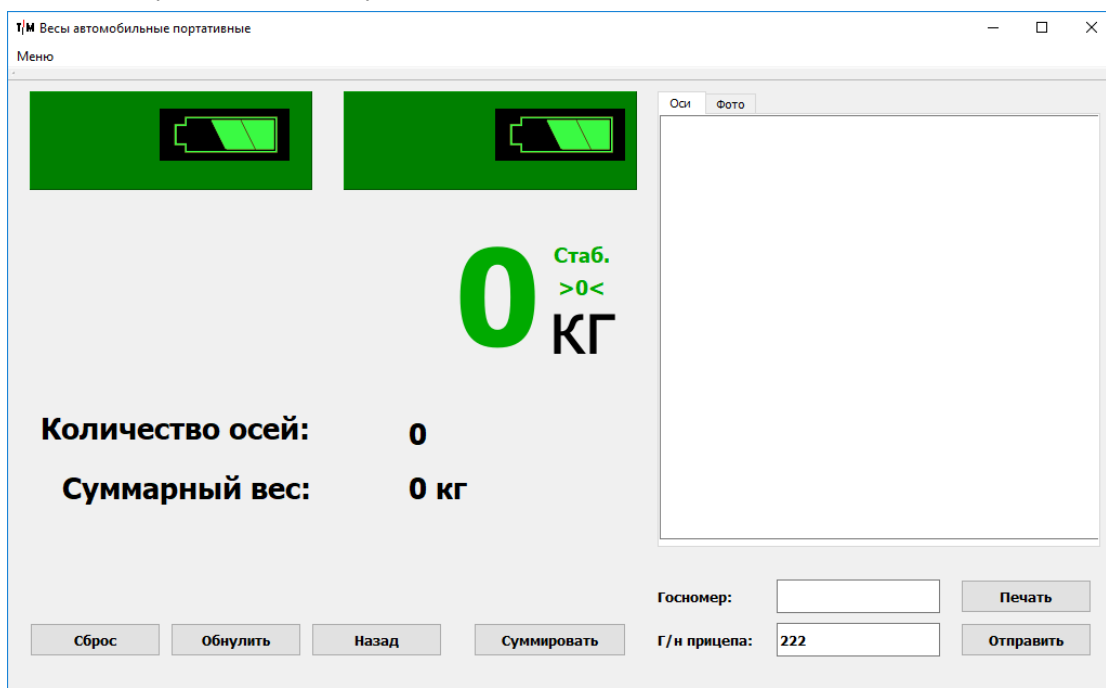 Т/М Весы автомобильные портативные
Меню
Оси Фото
0
Стаб.
>0<
кг
Количество осей: 0
Суммарный вес: 0 кг
Госномер:
Печать
Сброс
Обнулить
Назад
Суммировать
Г/н прицепа: 222
Отправить